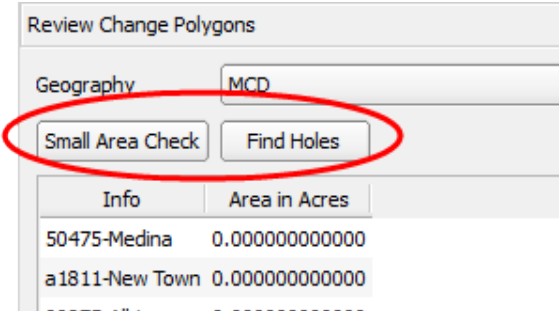 Review Change Polygons
Geography MCD
Small Area Check Find Holes
Info Area in Acres
50475-Medina 0.000000000000
a1811-New Town 0.000000000000